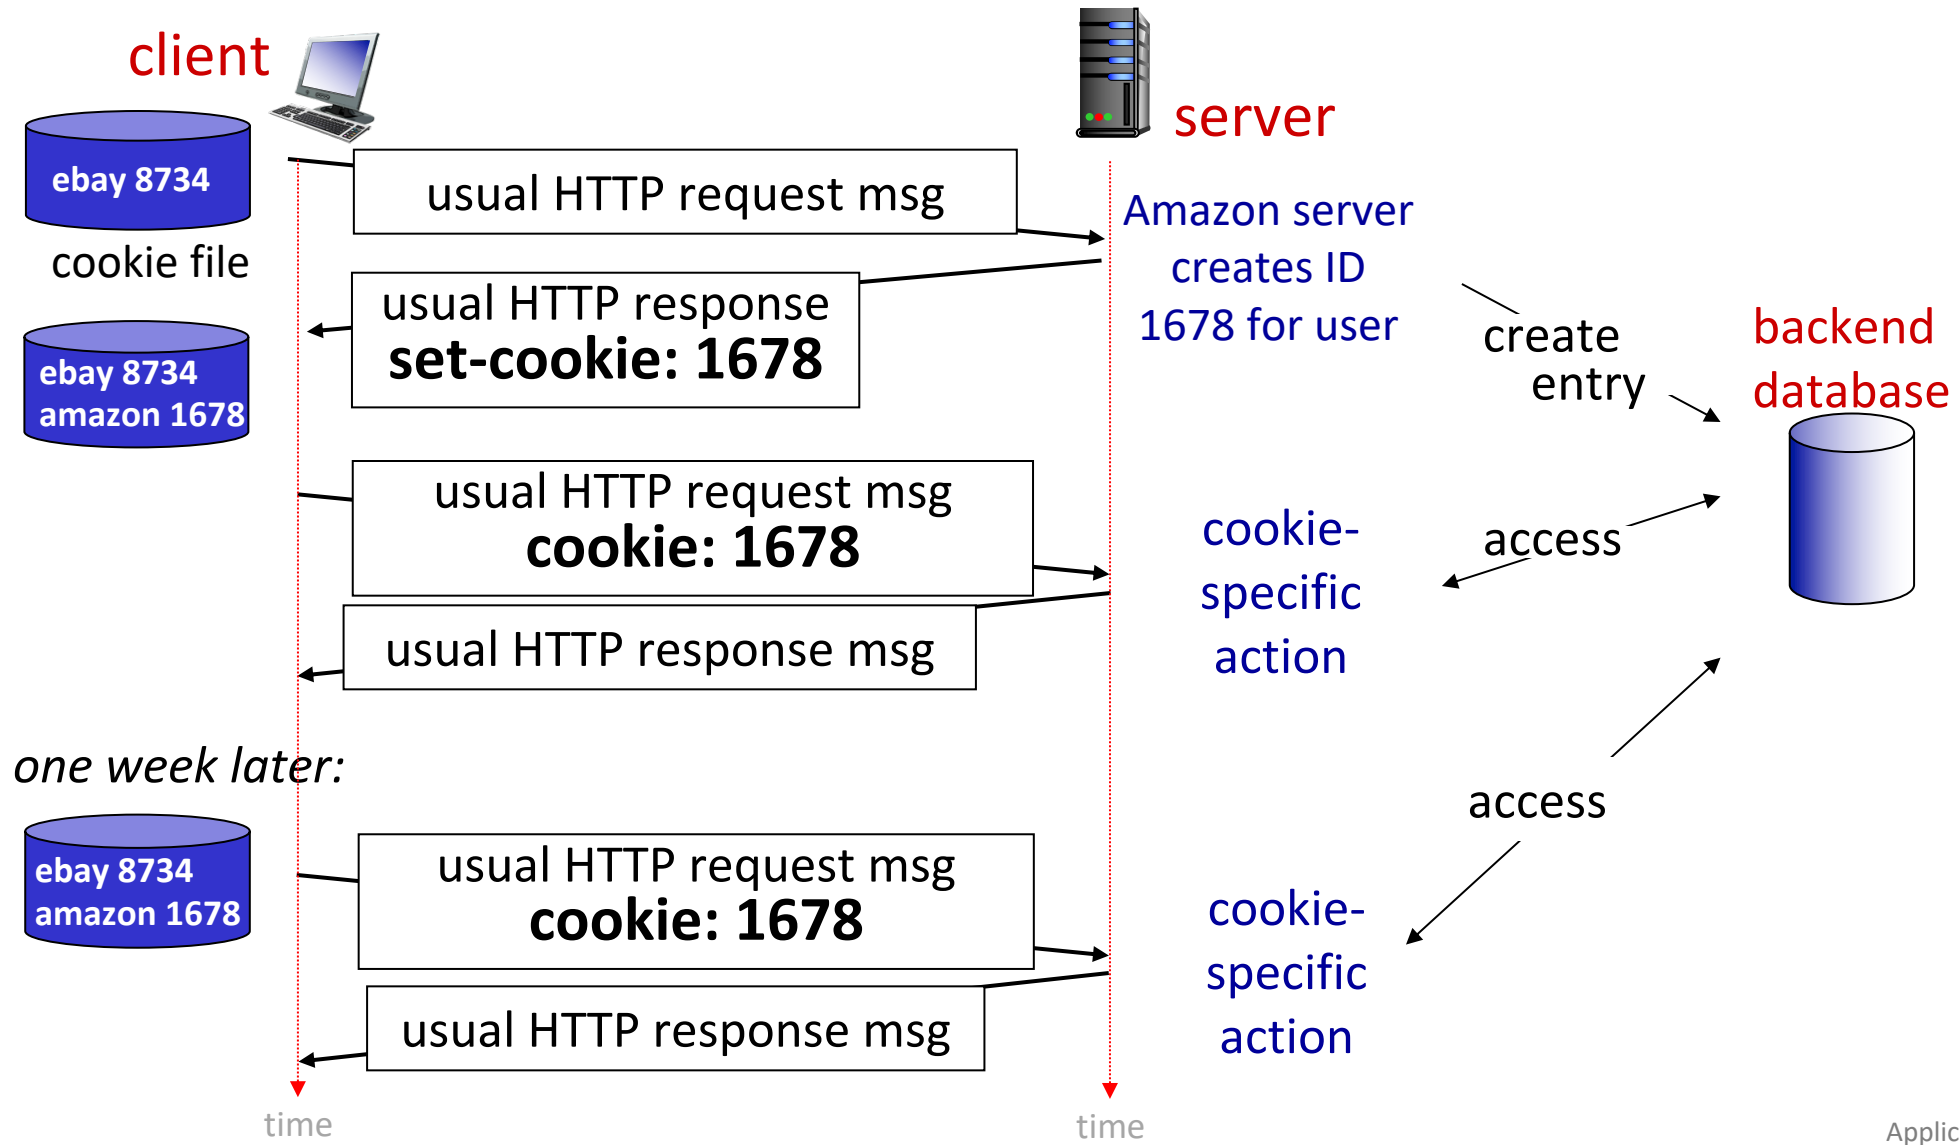 client
server
ebay 8734
cookie file
usual HTTP request msg
Amazon server
creates ID
1678 for user
usual HTTP response
set-cookie: 1678
create
entry
backend
database
ebay 8734
amazon 1678
usual HTTP request msg
cookie: 1678
cookie-
specific
action
access
usual HTTP response msg
one week later:
access
ebay 8734
amazon 1678
usual HTTP request msg
cookie: 1678
cookie-
specific
action
usual HTTP response msg
time
time
Applic